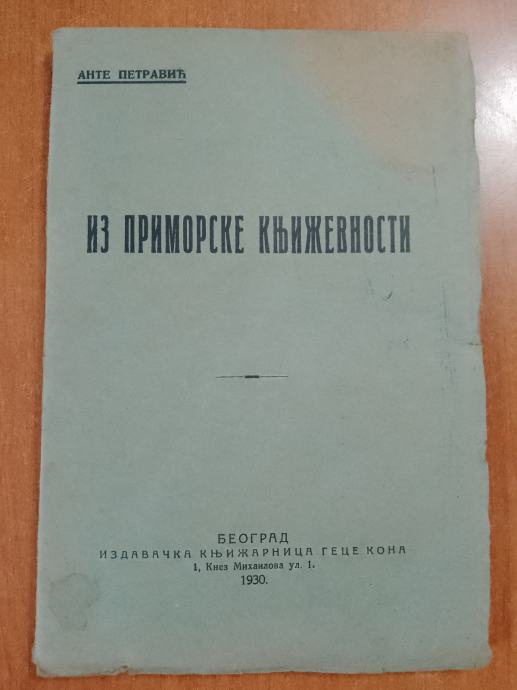 АНТЕ ПЕТРАВИЋ
ИЗ ПРИМОРСКЕ КЊИЖЕВНОСТИ
БЕОГРАД
ИЗДАВАЧКА КЊИЖАРНИЦА ГЕЦЕ КОНА
1, Кнез Михаилова ул. 1.
1930.